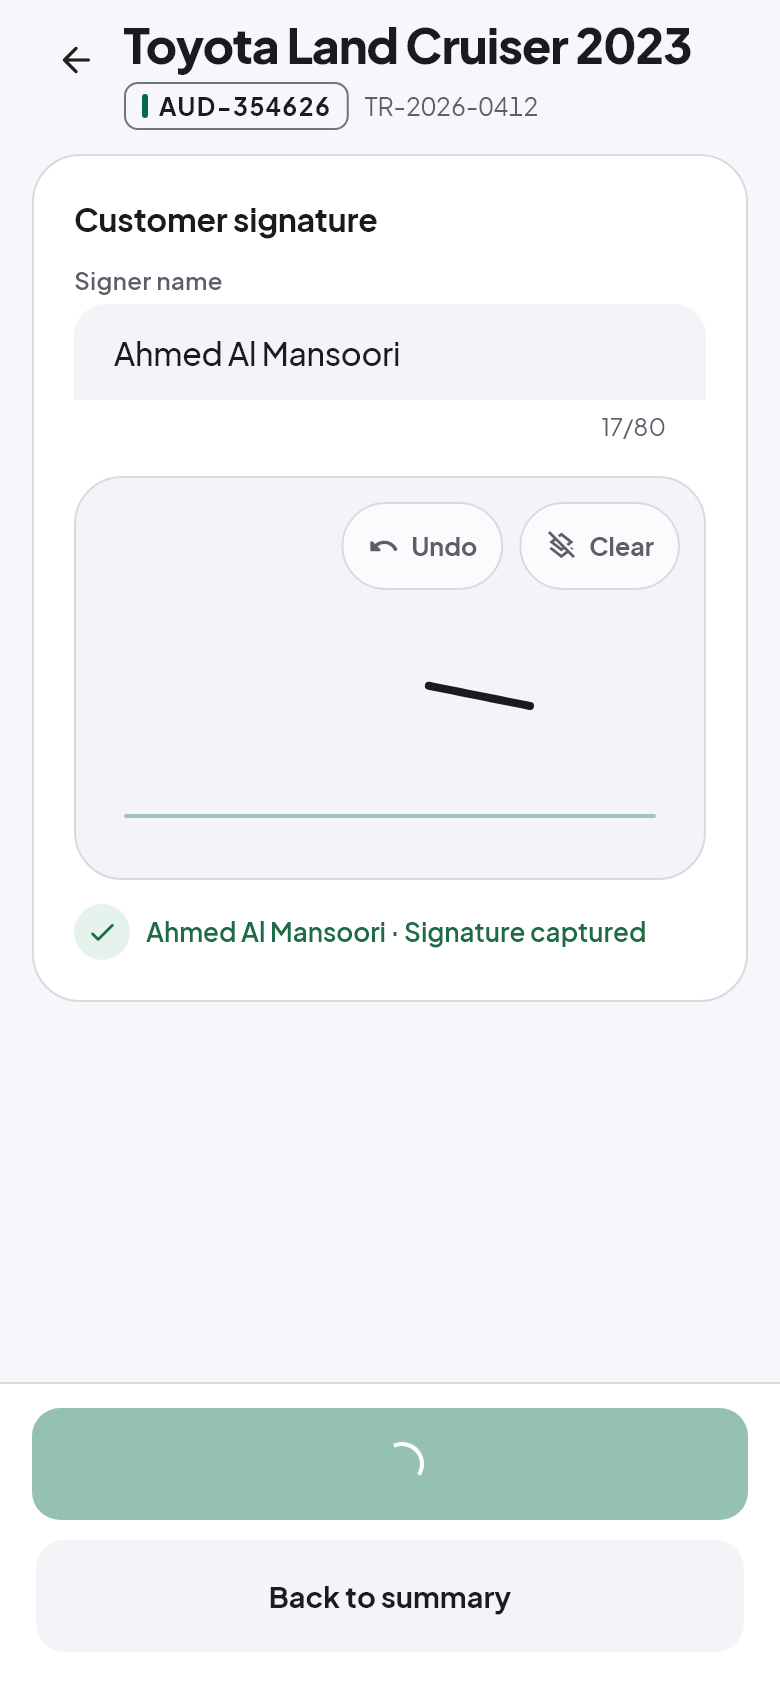 Toyota Land Cruiser 2023
AUD-354626 TR-2026-0412
Customer signature
Signer name
Ahmed Al Mansoori
17/80
Undo Clear
Ahmed Al Mansoori · Signature captured
Back to summary